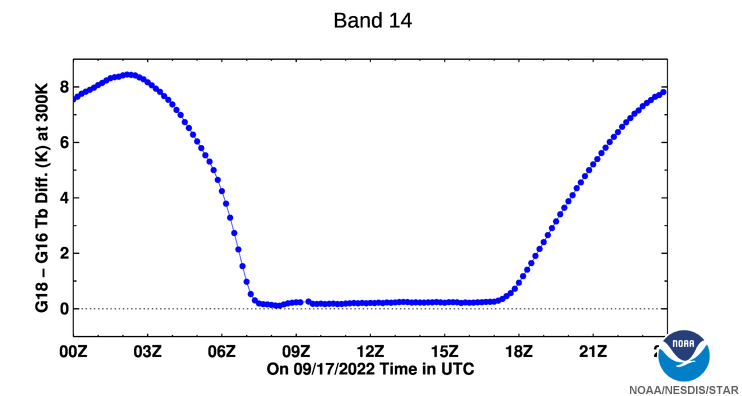 Band 14
G18 – G16 Tb Diff. (K) at 300K
8
6
4
2
0
00Z 03Z 06Z 09Z 12Z 15Z 18Z 21Z
On 09/17/2022 Time in UTC
NOAA
NOAA/NESDIS/STAR